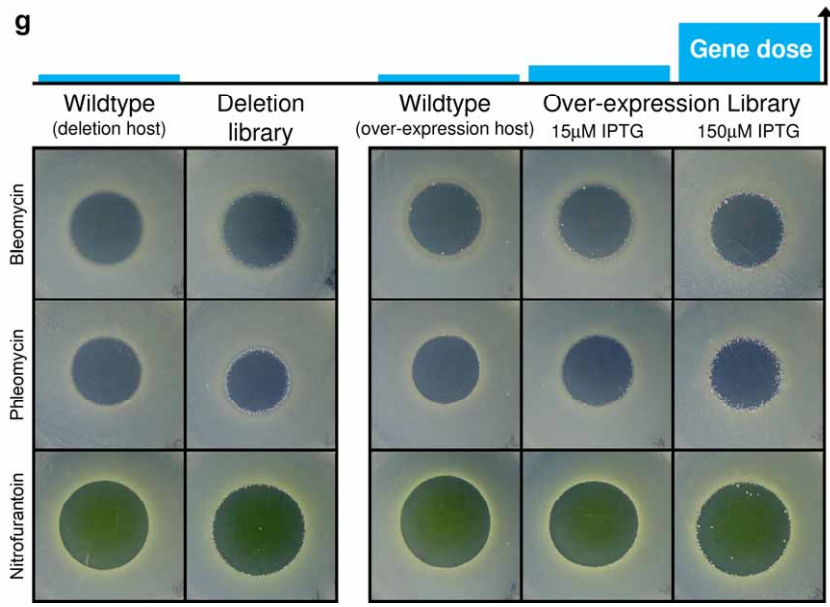 g
Gene dose
Wildtype
(deletion host)
Deletion
library
Wildtype
(over-expression host)
Over-expression Library
15µM IPTG
150µM IPTG
Bleomycin
Phleomycin
Nitrofurantoin